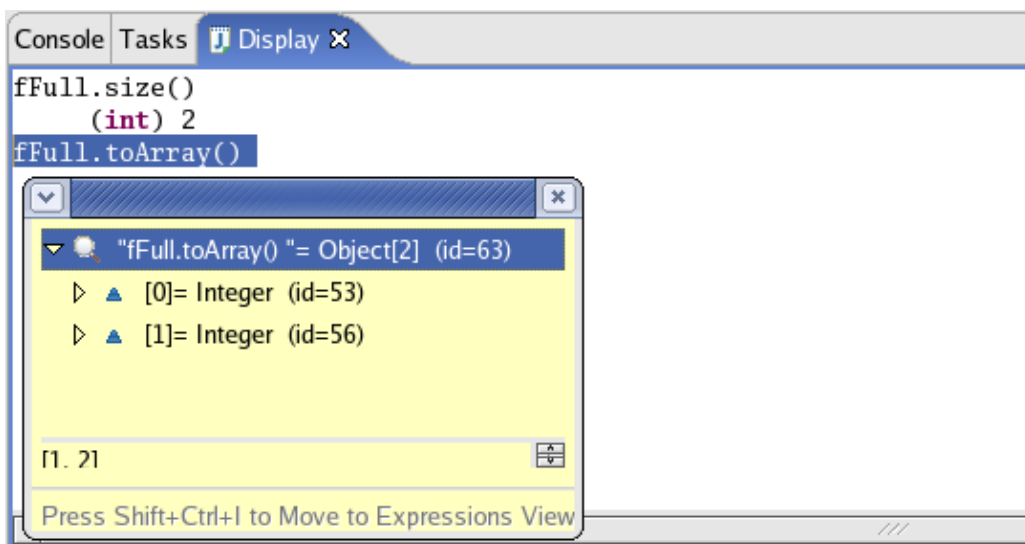 Console Tasks Display
fFull.size()
(int) 2
fFull.toArray()
"fFull.toArray() "= Object[2] (id=63)
[0]= Integer (id=53)
[1]= Integer (id=56)
[1, 2]
Press Shift+Ctrl+I to Move to Expressions View